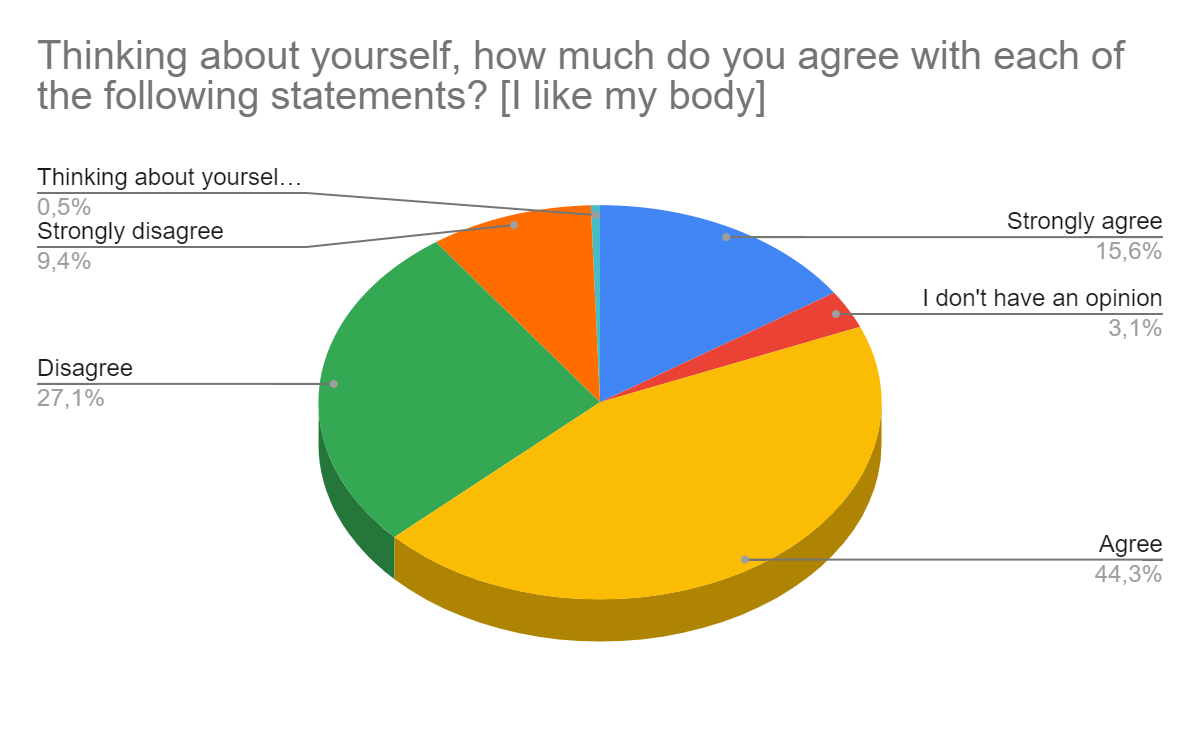 Thinking about yourself, how much do you agree with each of
the following statements? [I like my body]
Thinking about yoursel…
0,5%
Strongly disagree
9,4%
Disagree
27,1%
Strongly agree
15,6%
I don't have an opinion
3,1%
Agree
44,3%